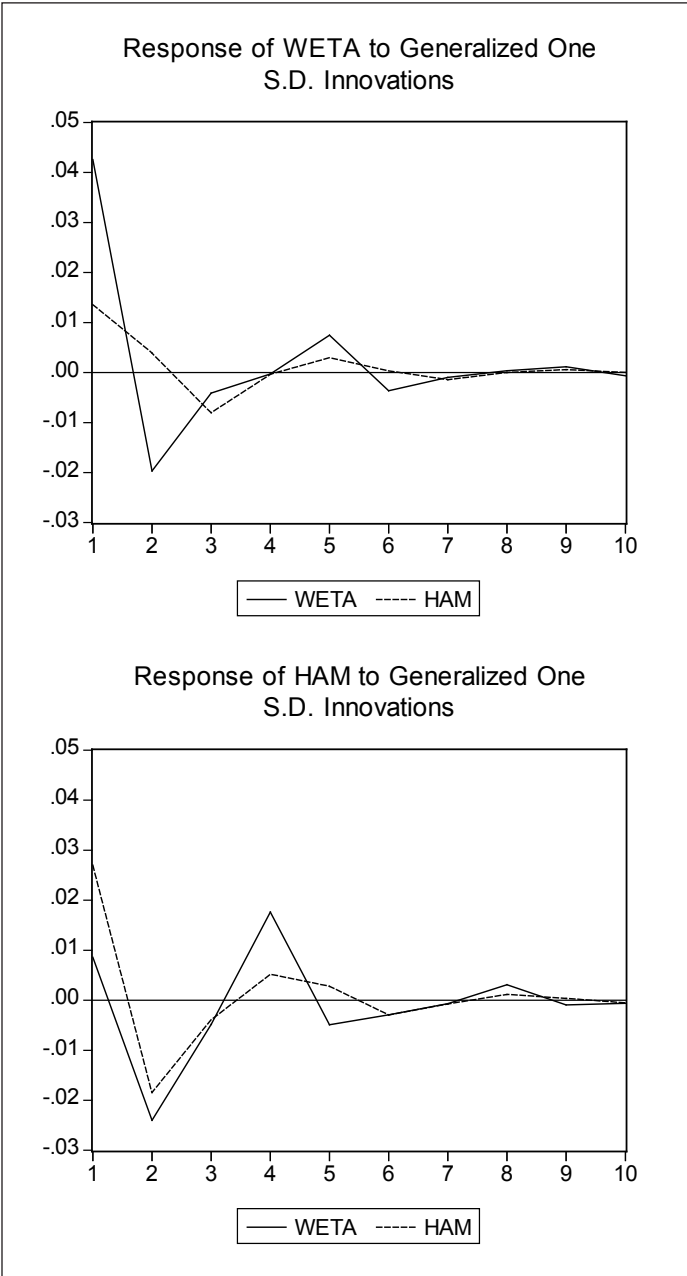 Response of WETA to Generalized One
S.D. Innovations
.05
.04
.03
.02
.01
.00
-.01
-.02
-.03
1 2 3 4 5 6 7 8 9 10
WETA HAM
Response of HAM to Generalized One
S.D. Innovations
.05
.04
.03
.02
.01
.00
-.01
-.02
-.03
1 2 3 4 5 6 7 8 9 10
WETA HAM